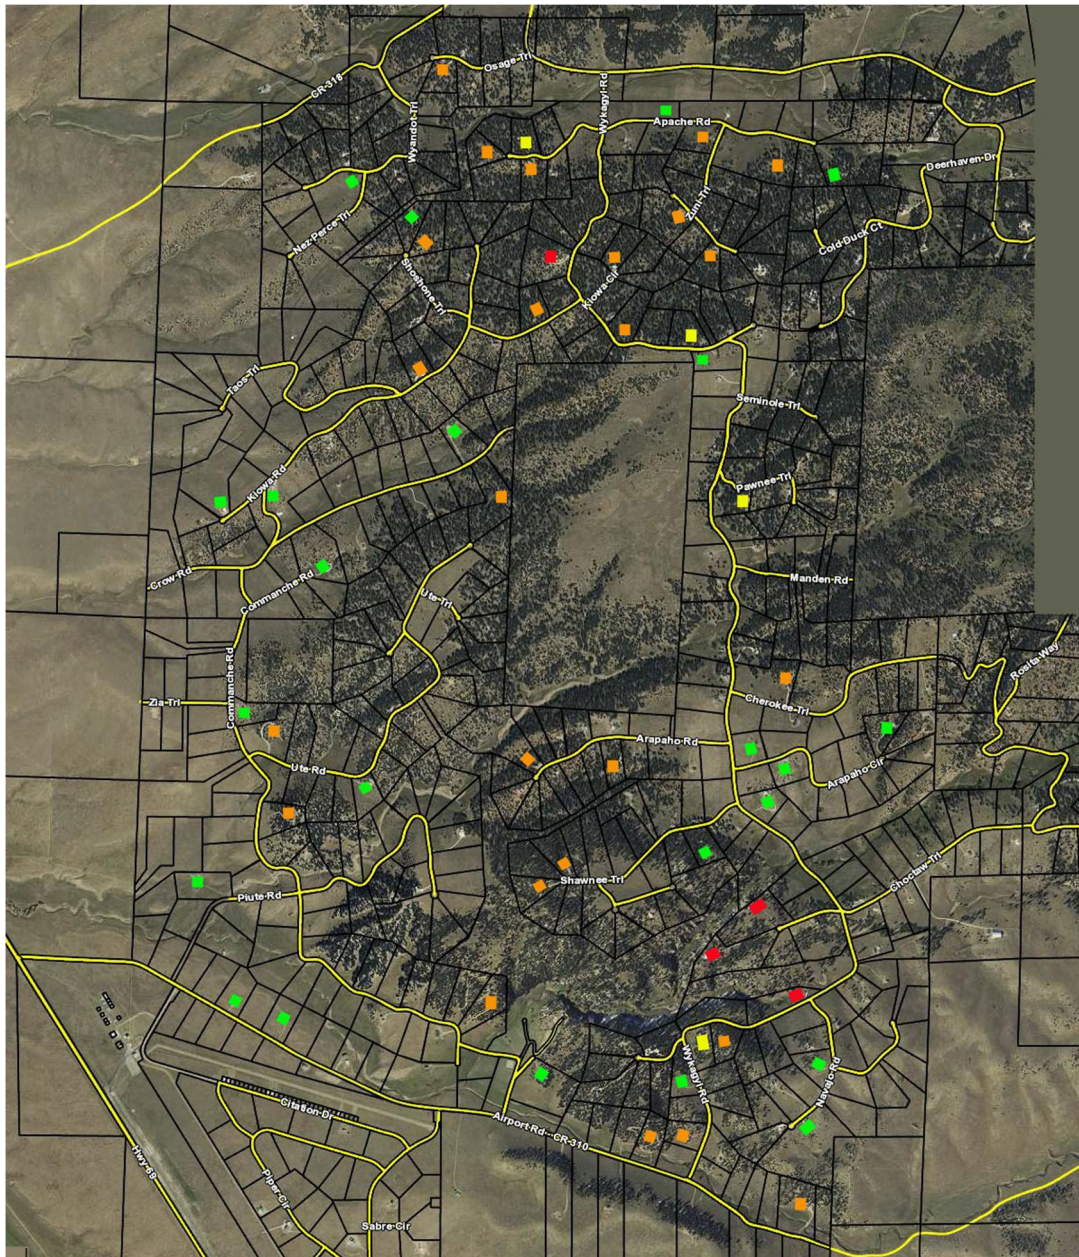 Osage Trl
CR-318
Wyandot Trl
Wykagyl Rd
Apache Rd
Deerhaven Dr
Zuni Trl
Nez Perce Trl
Cold Duck Ct
Shoshone Trl
Kiowa Cir
Taos Trl
Seminole Trl
Kiowa Rd
Pawnee Trl
Crow Rd
Commanche Rd
Manden Rd
Ute Trl
Rosita Way
Commanche Rd
Zia Trl
Cherokee Trl
Arapaho Rd
Ute Rd
Arapaho Cir
Choctaw Trl
Shawnee Trl
Piute Rd
Wykagyl Rd
Navajo Rd
Citation Dr
Airport Rd - CR-310
Hwy 69
Piper Cir
Sabre Cir